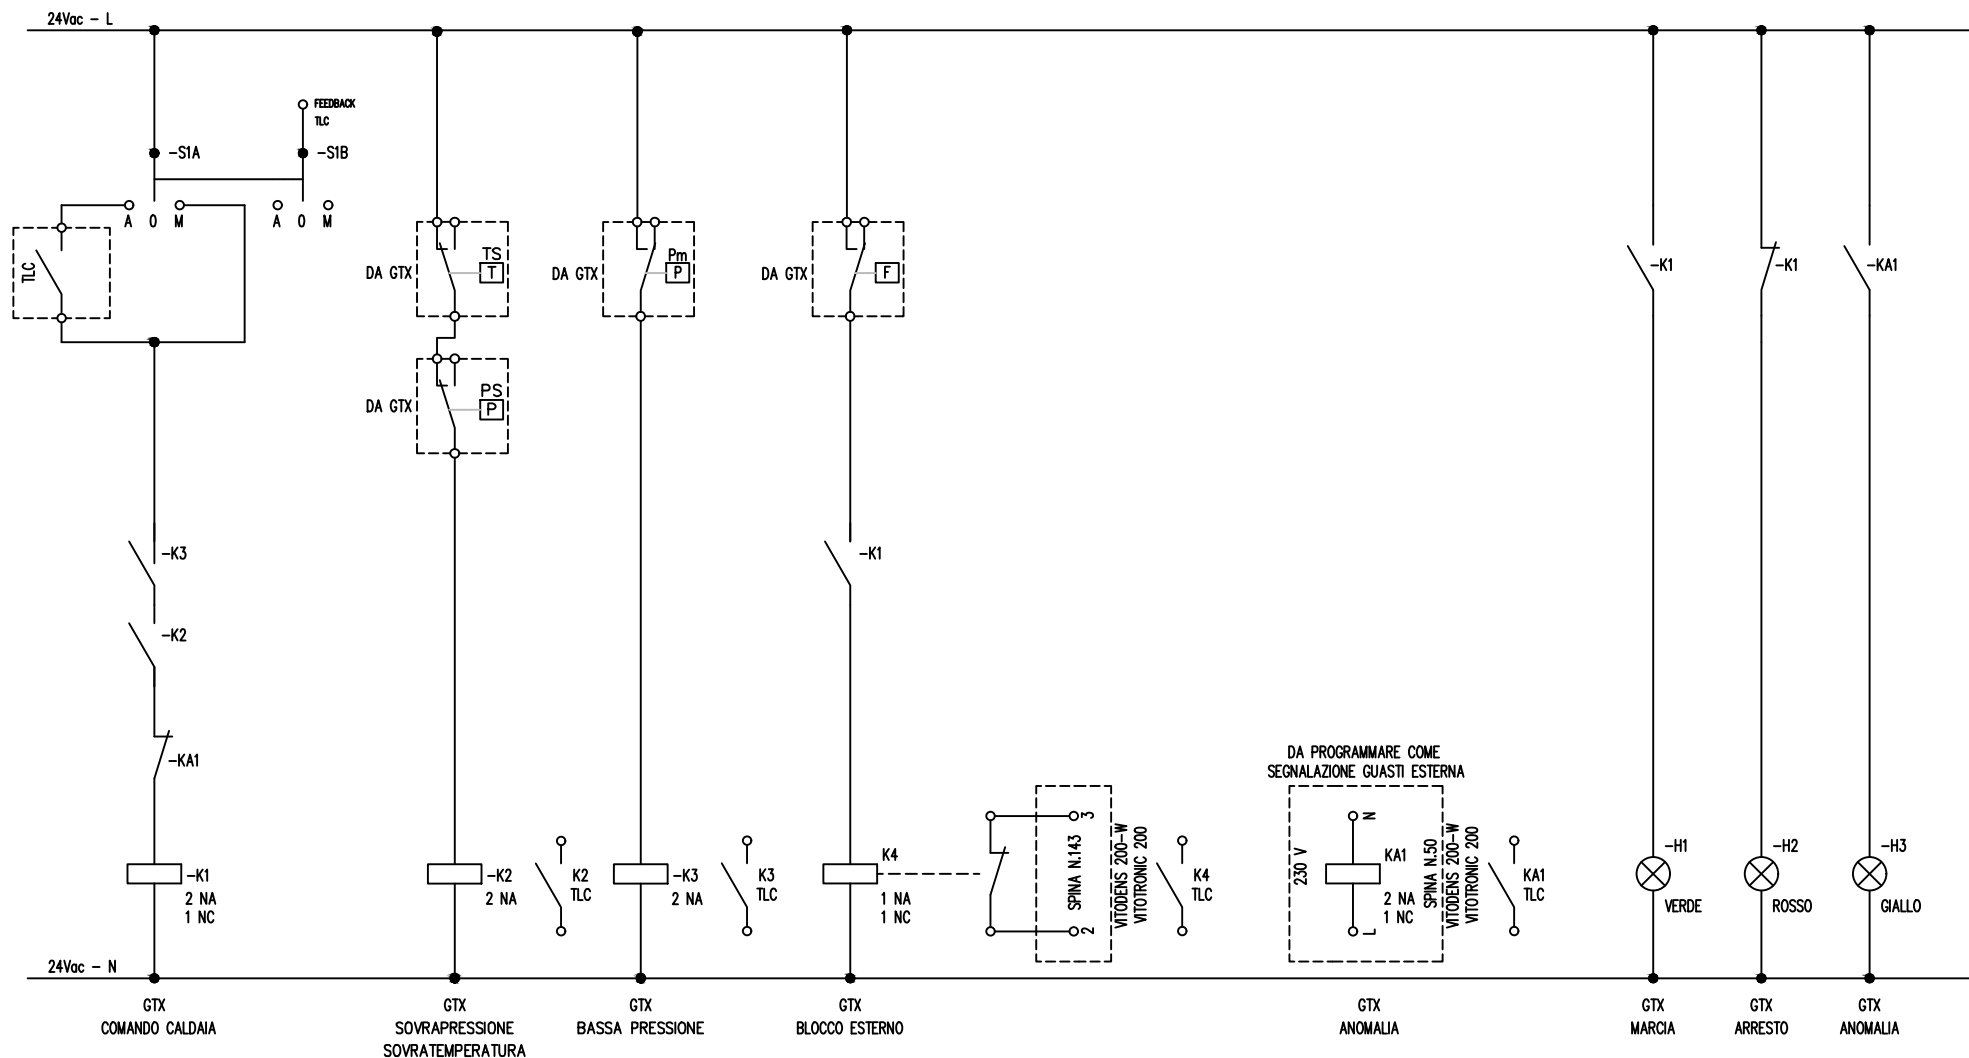 24Vac - L
FEEDBACK
TLC
-S1A
-S1B
A 0 M
A 0 M
TLC
DA GTX
TS
T
DA GTX
Pm
P
DA GTX
F
-K1
-K1
-KA1
DA GTX
PS
P
-K3
-K1
-K2
-KA1
DA PROGRAMMARE COME
SEGNALAZIONE GUASTI ESTERNA
-K1
2 NA
1 NC
-K2
2 NA
K2
TLC
-K3
2 NA
K3
TLC
K4
1 NA
1 NC
3
SPINA N.143
2
VITODENS 200-W
VITOTRONIC 200
K4
TLC
230 V
N
KA1
2 NA
1 NC
L
SPINA N.50
VITODENS 200-W
VITOTRONIC 200
KA1
TLC
-H1
VERDE
-H2
ROSSO
-H3
GIALLO
24Vac - N
GTX
COMANDO CALDAIA
GTX
SOVRAPRESSIONE
SOVRATEMPERATURA
GTX
BASSA PRESSIONE
GTX
BLOCCO ESTERNO
GTX
ANOMALIA
GTX
MARCIA
GTX
ARRESTO
GTX
ANOMALIA